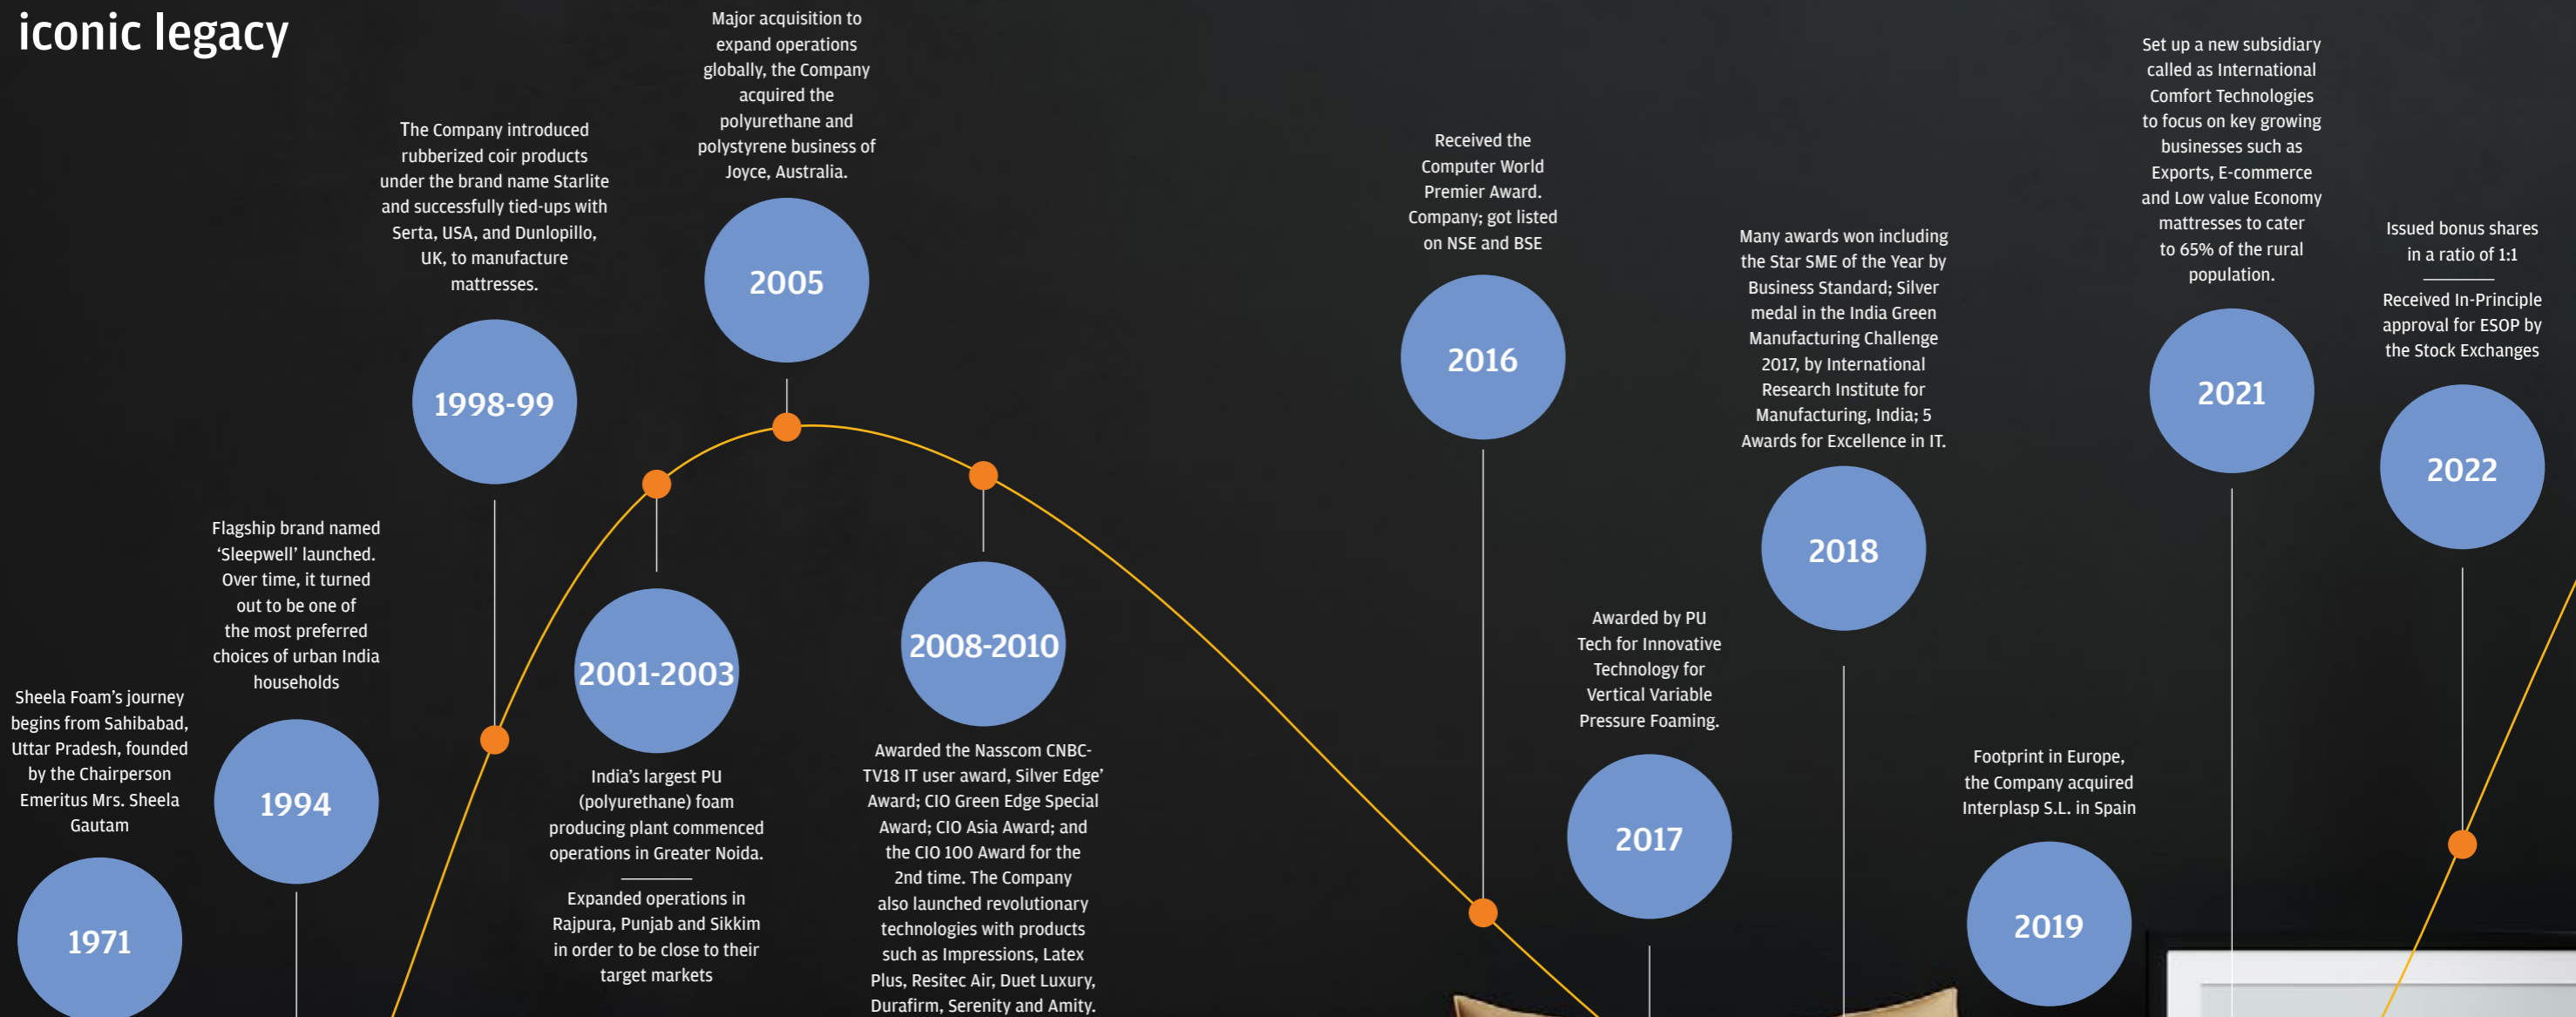 iconic legacy
Sheela Foam’s journey
begins from Sahibabad,
Uttar Pradesh, founded
by the Chairperson
Emeritus Mrs. Sheela
Gautam
1971
Flagship brand named
‘Sleepwell’ launched.
Over time, it turned
out to be one of
the most preferred
choices of urban India
households
1994
The Company introduced
rubberized coir products
under the brand name Starlite
and successfully tied-ups with
Serta, USA, and Dunlopillo,
UK, to manufacture
mattresses.
1998-99
2001-2003
India’s largest PU
(polyurethane) foam
producing plant commenced
operations in Greater Noida.
Expanded operations in
Rajpura, Punjab and Sikkim
in order to be close to their
target markets
Major acquisition to
expand operations
globally, the Company
acquired the
polyurethane and
polystyrene business of
Joyce, Australia.
2005
2008-2010
Awarded the Nasscom CNBC-
TV18 IT user award, Silver Edge’
Award; CIO Green Edge Special
Award; CIO Asia Award; and
the CIO 100 Award for the
2nd time. The Company
also launched revolutionary
technologies with products
such as Impressions, Latex
Plus, Resitec Air, Duet Luxury,
Durafirm, Serenity and Amity.
Received the
Computer World
Premier Award.
Company; got listed
on NSE and BSE
2016
Awarded by PU
Tech for Innovative
Technology for
Vertical Variable
Pressure Foaming.
2017
Many awards won including
the Star SME of the Year by
Business Standard; Silver
medal in the India Green
Manufacturing Challenge
2017, by International
Research Institute for
Manufacturing, India; 5
Awards for Excellence in IT.
2018
Footprint in Europe,
the Company acquired
Interplasp S.L. in Spain
2019
Set up a new subsidiary
called as International
Comfort Technologies
to focus on key growing
businesses such as
Exports, E-commerce
and Low value Economy
mattresses to cater
to 65% of the rural
population.
2021
Issued bonus shares
in a ratio of 1:1
Received In-Principle
approval for ESOP by
the Stock Exchanges
2022